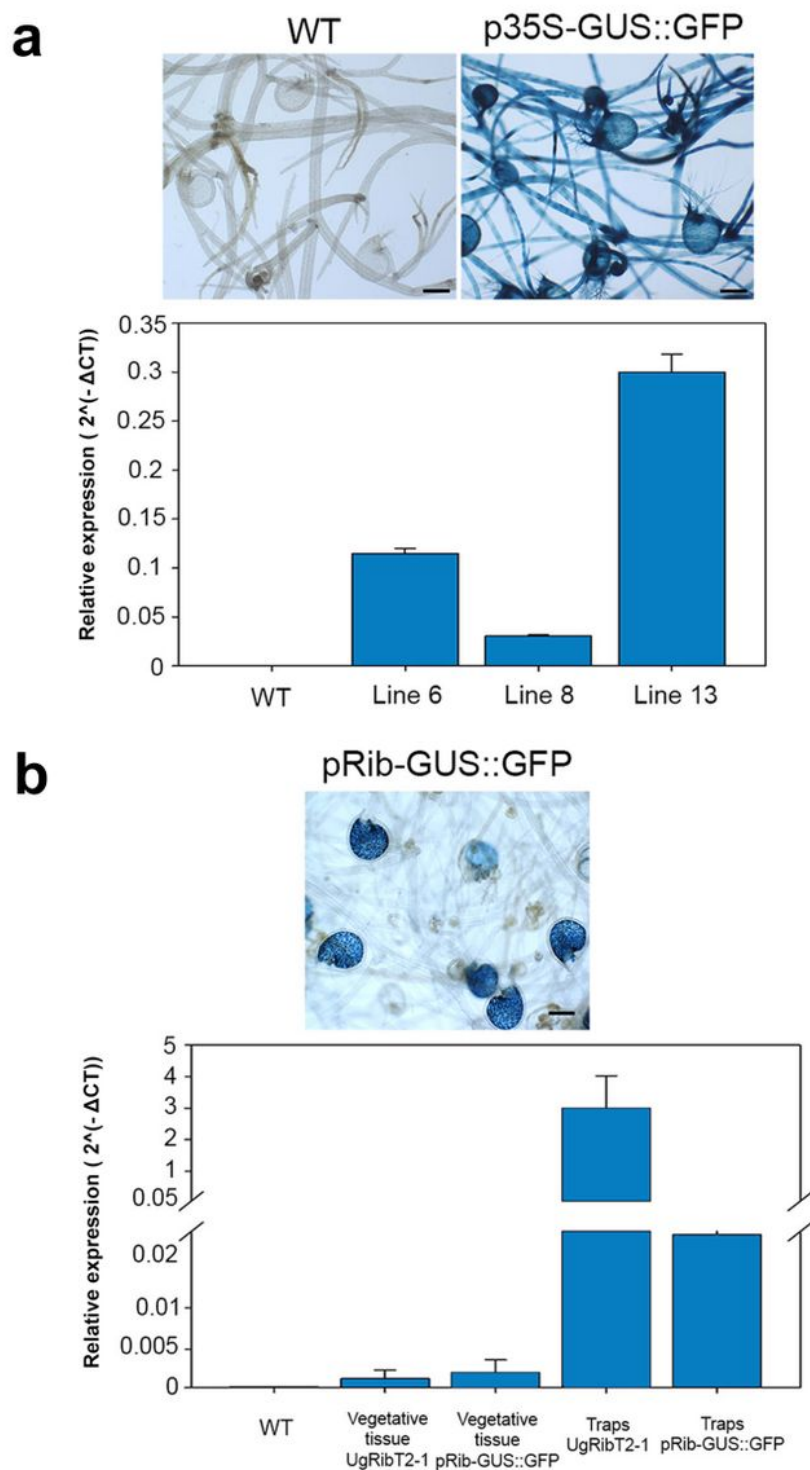 a
WT
p35S-GUS::GFP
Relative expression ( 2^(- ΔCT))
0.35
0.3
0.25
0.2
0.15
0.1
0.05
0
WT
Line 6
Line 8
Line 13
b
pRib-GUS::GFP
Relative expression ( 2^(- ΔCT))
5
4
3
2
1
0.05
0.02
0.01
0.005
0
WT
Vegetative
tissue
UgRibT2-1
Vegetative
tissue
pRib-GUS::GFP
Traps
UgRibT2-1
Traps
pRib-GUS::GFP